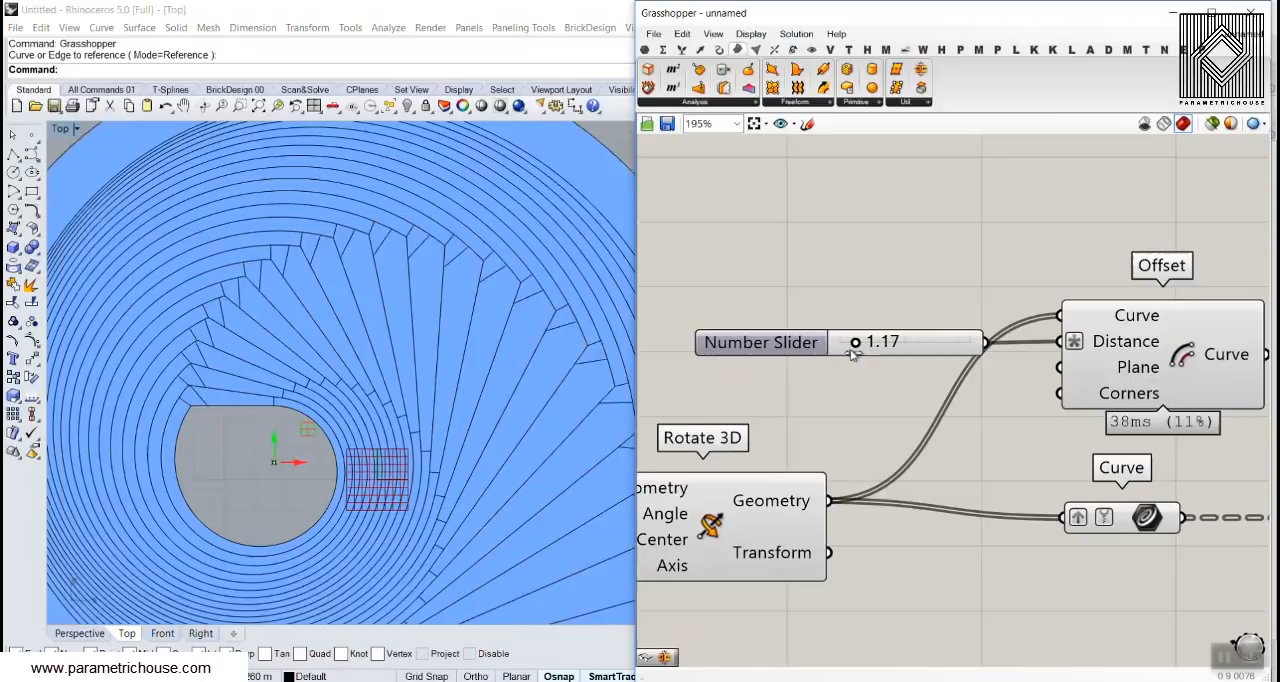 Untitled - Rhinoceros 5.0 [Full] - [Top]
File Edit View Curve Surface Solid Mesh Dimension Transform Tools Analyze Render Panels Paneling Tools BrickDesign
Command: Grasshopper
Curve or Edge to reference ( Mode=Reference ):
Command:
Standard All Commands 01 T-Splines BrickDesign 00 Scan&Solve CPlanes Set View Display Select Viewport Layout
Top
Perspective Top Front Right
Tan Quad Knot Vertex Project Disable
www.parametrichouse.com
Default Grid Snap Ortho Planar Osnap
Grasshopper - unnamed
File Edit View Display Solution Help
V T H M W H P M P L K L A D M T N
Analysis Freeform Primitive Util
PARAMETRICHOUSE
195%
Offset
Curve
Distance
Plane
Corners
Curve
38ms (11%)
Number Slider 1.17
Rotate 3D
Angle
Center
Axis
Geometry
Transform
Curve
0.9.0076